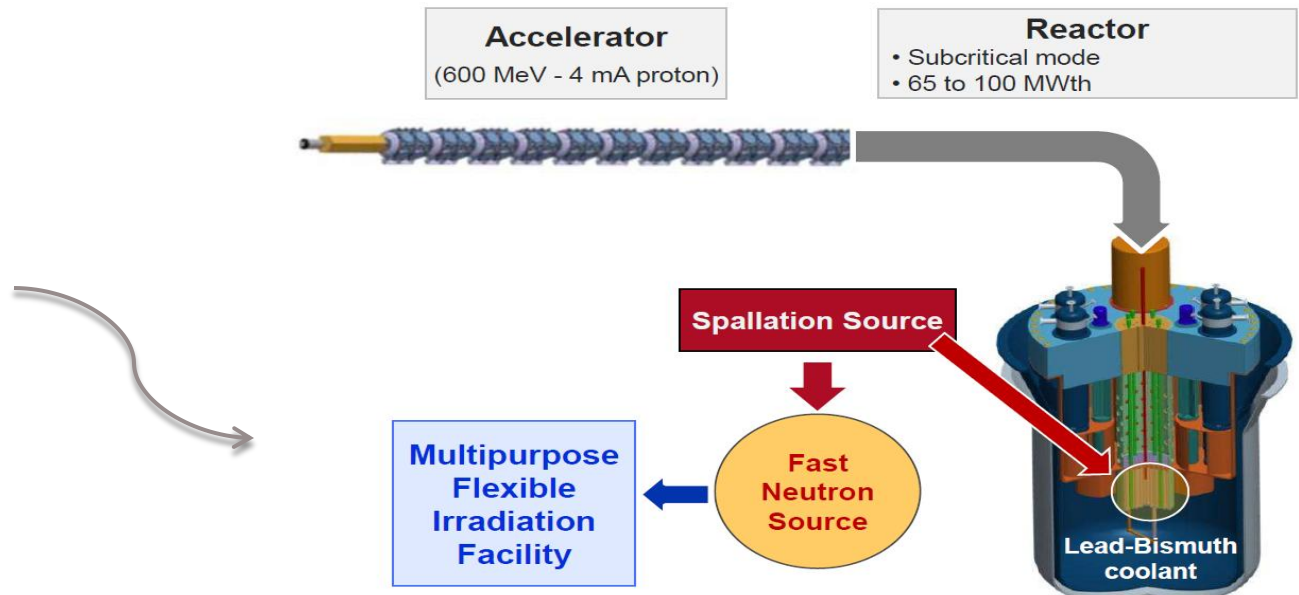 Accelerator
(600 MeV - 4 mA proton)
Reactor
• Subcritical mode
• 65 to 100 MWth
Spallation Source
Multipurpose
Flexible
Irradiation
Facility
Fast
Neutron
Source
Lead-Bismuth
coolant